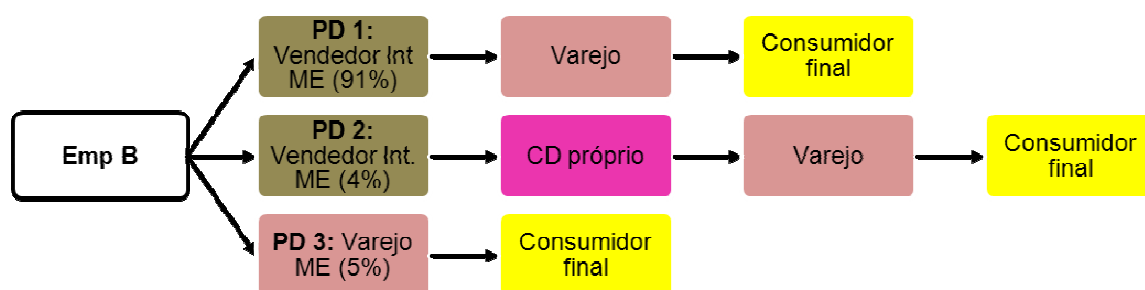 PD 1:
Vendedor Int
ME (91%)
Varejo
Consumidor
final
Emp B
PD 2:
Vendedor Int.
ME (4%)
CD próprio
Varejo
Consumidor
final
PD 3: Varejo
ME (5%)
Consumidor
final